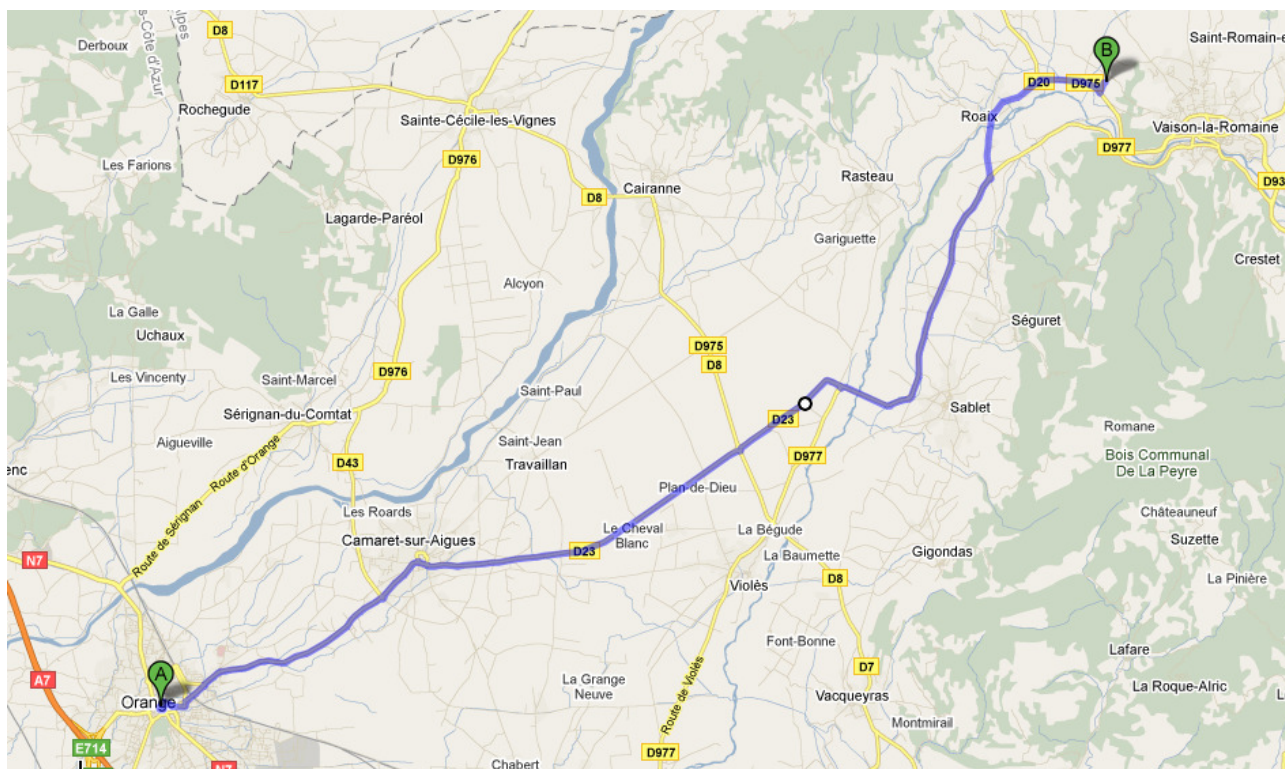 Derboux
-Alpes
-Côte d'Azur
D8
D117
Rochegude
Sainte-Cécile-les-Vignes
Les Farions
D976
D8
Cairanne
Lagarde-Paréol
Rasteau
Gariguette
Roaix
D20
D975
B
Saint-Romain-e
Vaison-la-Romaine
D977
D93
Crestet
Alcyon
La Galle
Uchaux
D975
D8
Séguret
Les Vincenty
Saint-Marcel
D976
Saint-Paul
Sérignan-du-Comtat
D23
Sablet
Aigueville
Route d'Orange
Saint-Jean
Travaillan
Romane
Bois Communal
De La Peyre
enc
D43
D977
Route de Sérignan
Les Roards
Plan-de-Dieu
Châteauneuf
Suzette
Camaret-sur-Aigues
Le Cheval
Blanc
D23
La Bégude
La Baumette
Gigondas
N7
Violès
D8
La Pinière
Font-Bonne
Lafare
A7
A
Orange
La Grange
Neuve
Route de Violès
D7
Vacqueyras
La Roque-Alric
L
Montmirail
E714
N7
Chabert
D977